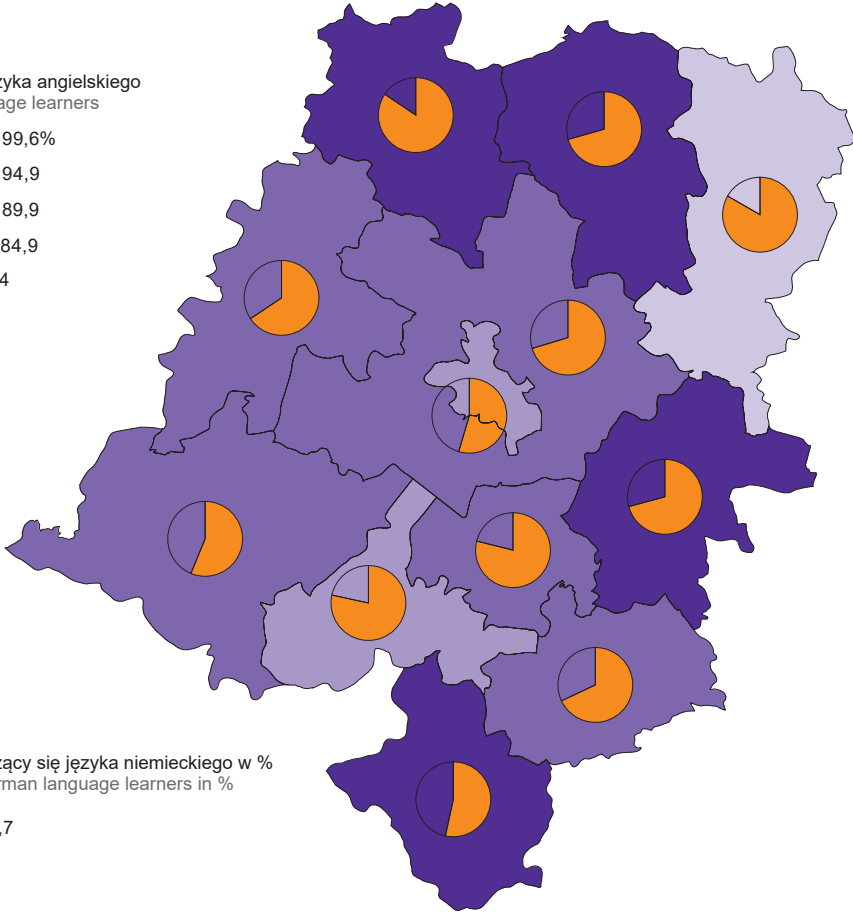 zyka angielskiego
age learners
99,6%
94,9
89,9
84,9
4
zący się języka niemieckiego w %
rman language learners in %
,7